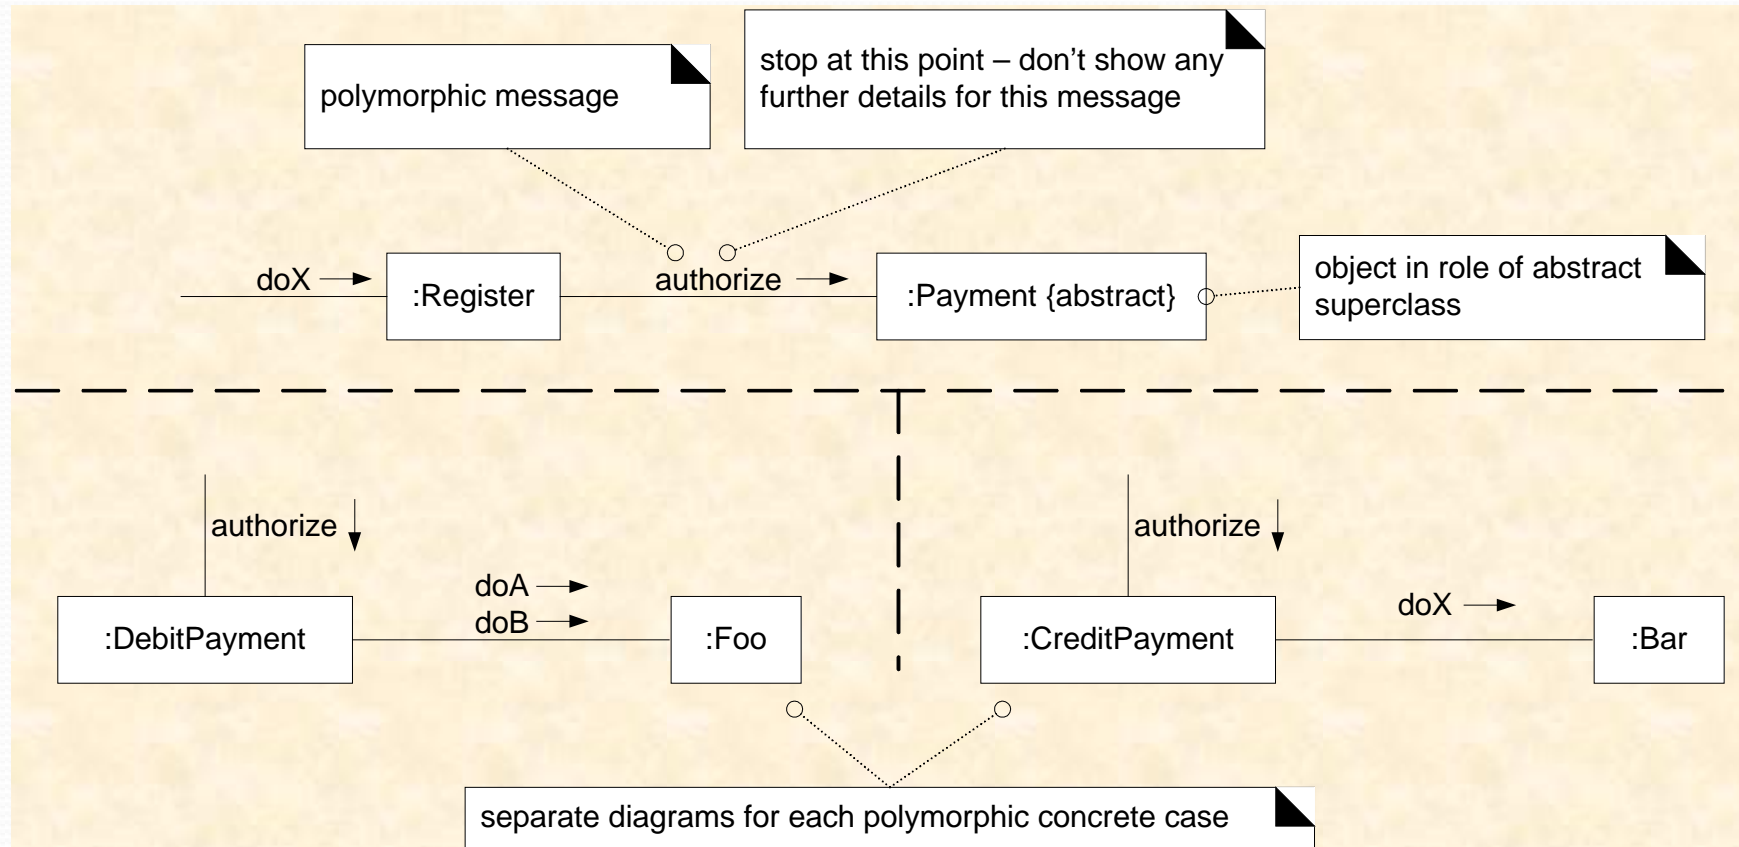 polymorphic message
stop at this point – don't show any
further details for this message
doX
:Register
authorize
:Payment {abstract}
object in role of abstract
superclass
authorize
doA
doB
:DebitPayment
:Foo
authorize
doX
:CreditPayment
:Bar
separate diagrams for each polymorphic concrete case